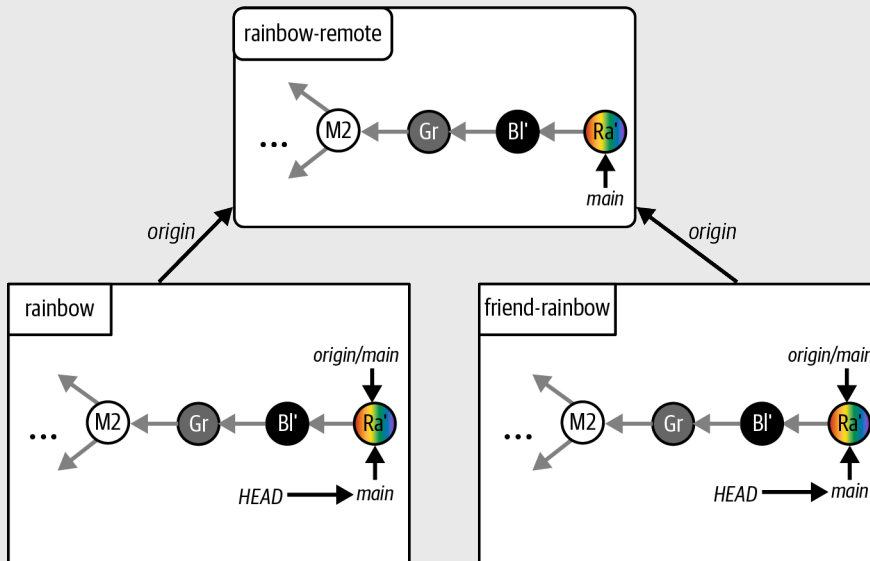 rainbow-remote
... M2 Gr Bl' Ra'
main
origin origin
rainbow friend-rainbow
origin/main origin/main
... M2 Gr Bl' Ra' ... M2 Gr Bl' Ra'
HEAD main HEAD main